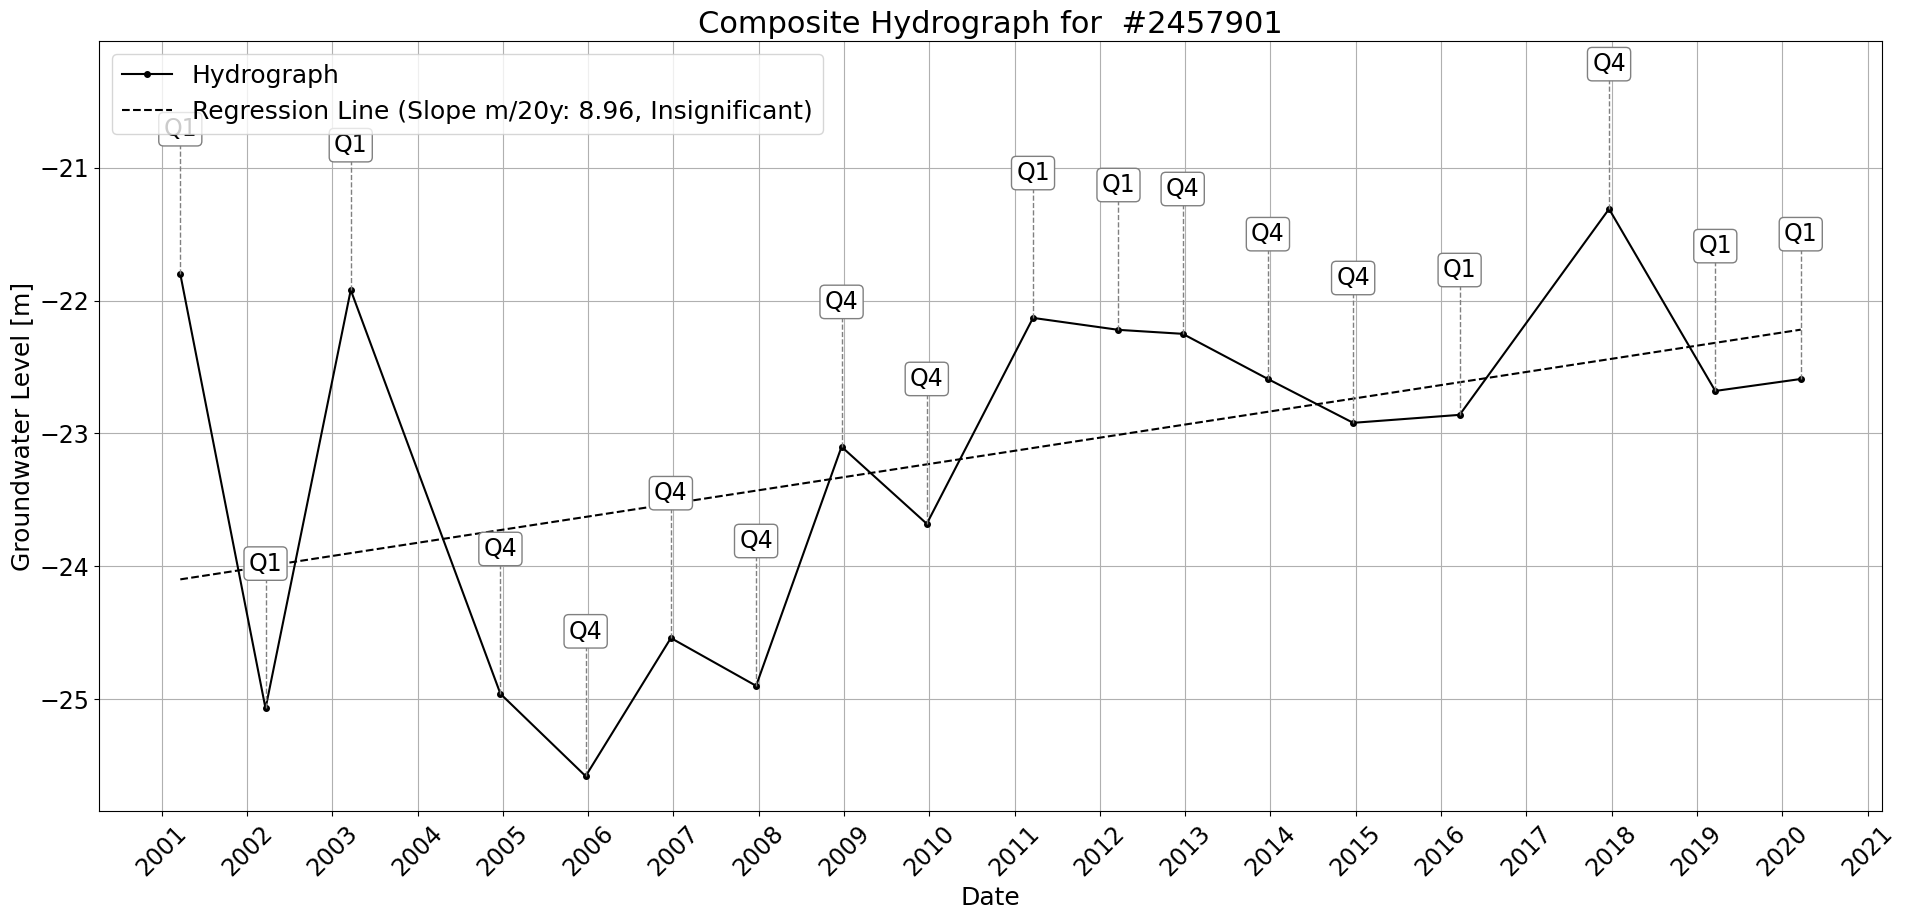 Composite Hydrograph for #2457901
Hydrograph
Regression Line (Slope m/20y: 8.96, Insignificant)
Q1
Q1
Q1
Q4
Q4
Q4
Q4
Q4
Q4
Q1
Q1
Q4
Q4
Q4
Q1
Q4
Q1
Q1
Groundwater Level [m]
−21
−22
−23
−24
−25
2001 2002 2003 2004 2005 2006 2007 2008 2009 2010 2011 2012 2013 2014 2015 2016 2017 2018 2019 2020 2021
Date